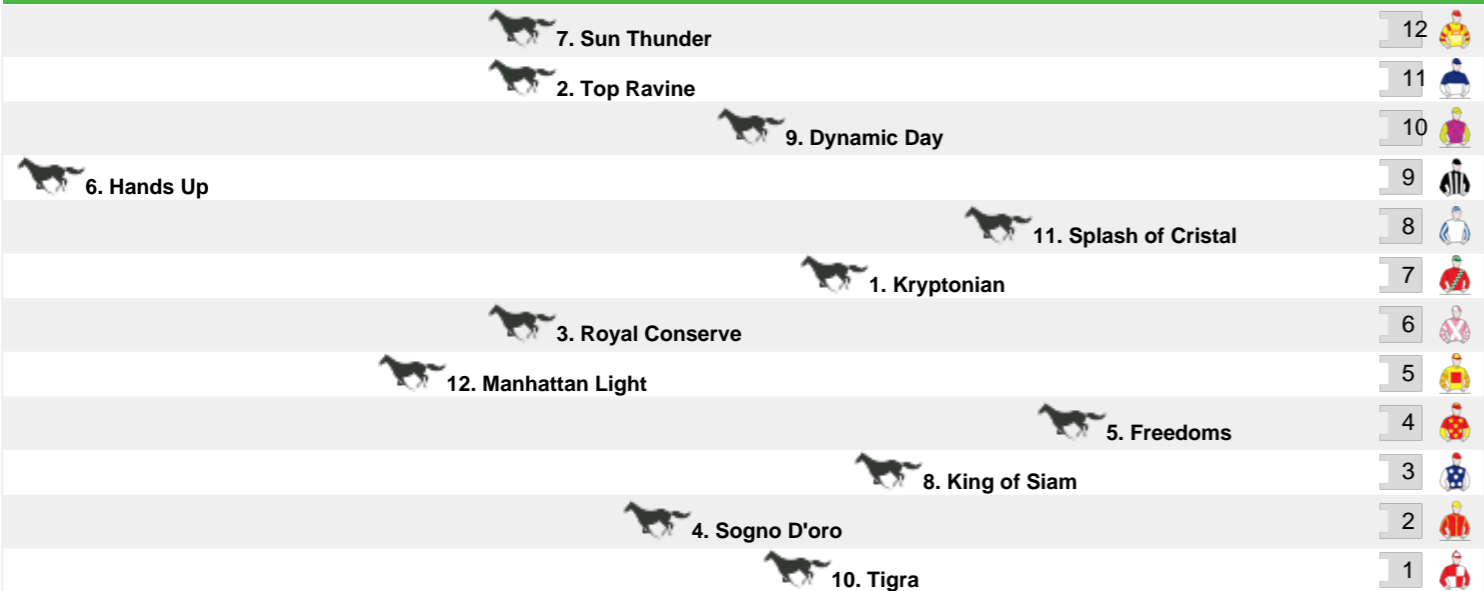 7. Sun Thunder 12
2. Top Ravine 11
9. Dynamic Day 10
6. Hands Up 9
11. Splash of Cristal 8
1. Kryptonian 7
3. Royal Conserve 6
12. Manhattan Light 5
5. Freedoms 4
8. King of Siam 3
4. Sogno D'oro 2
10. Tigra 1